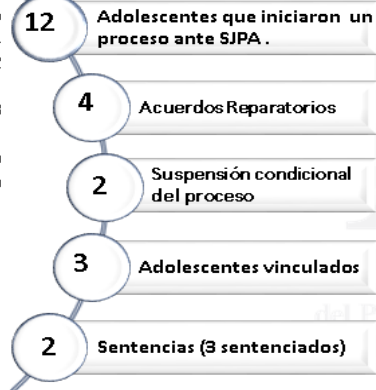 12
Adolescentes que iniciaron un
proceso ante SJPA .
4
Acuerdos Reparatorios
2
Suspensión condicional
del proceso
3
Adolescentes vinculados
2
Sentencias (3 sentenciados)